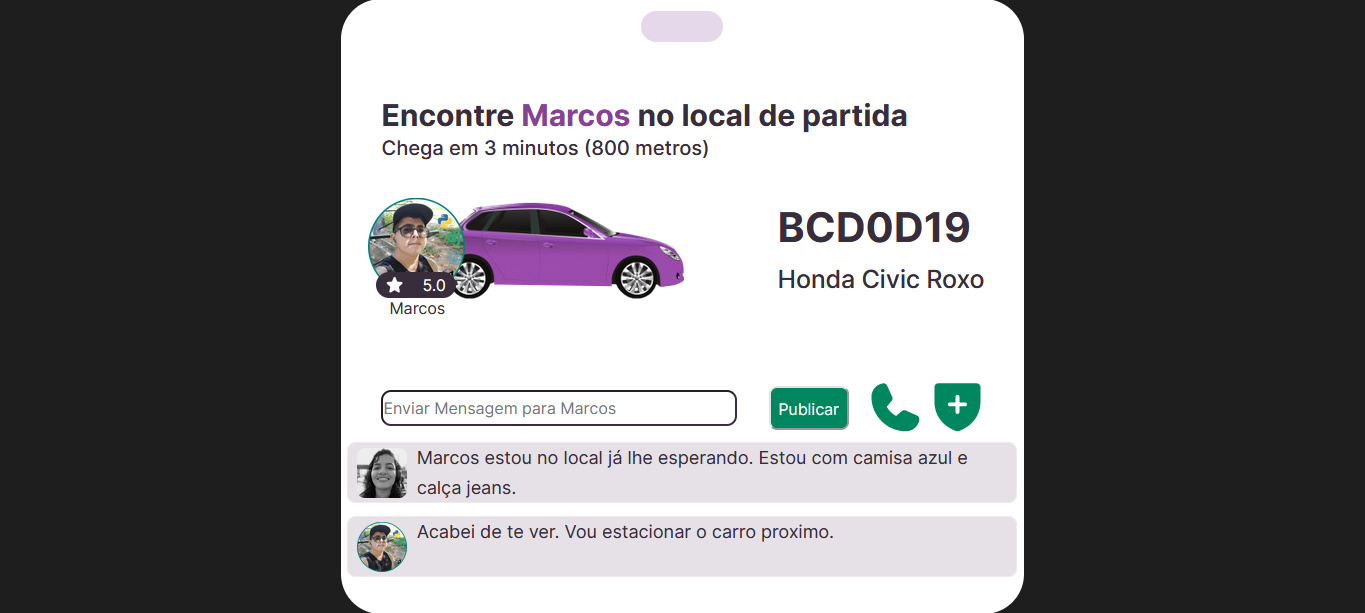 Encontre Marcos no local de partida
Chega em 3 minutos (800 metros)
BCD0D19
Honda Civic Roxo
5.0
Marcos
Enviar Mensagem para Marcos
Publicar
Marcos estou no local já lhe esperando. Estou com camisa azul e
calça jeans.
Acabei de te ver. Vou estacionar o carro proximo.